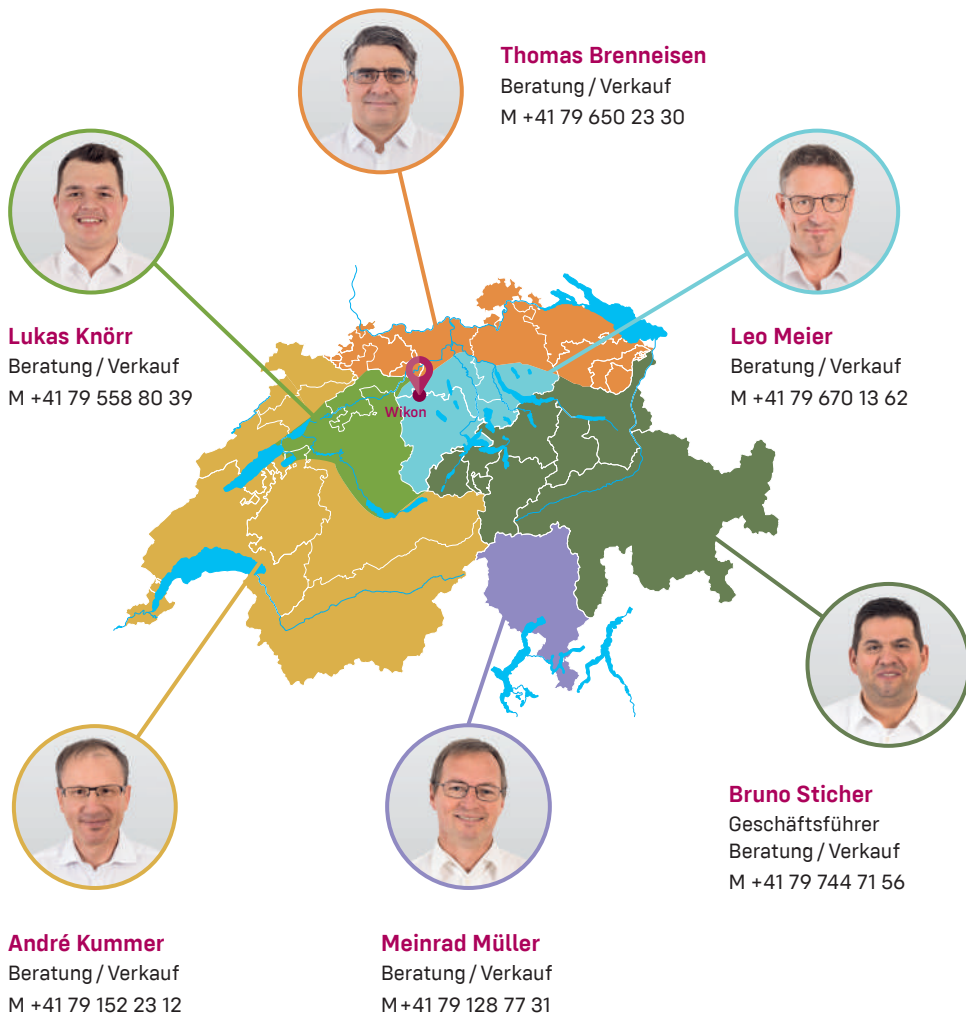 Thomas Brenneisen
Beratung / Verkauf
M +41 79 650 23 30
Lukas Knörr
Beratung / Verkauf
M +41 79 558 80 39
Leo Meier
Beratung / Verkauf
M +41 79 670 13 62
Wikon
Bruno Sticher
Geschäftsführer
Beratung / Verkauf
M +41 79 744 71 56
André Kummer
Beratung / Verkauf
M +41 79 152 23 12
Meinrad Müller
Beratung / Verkauf
M +41 79 128 77 31